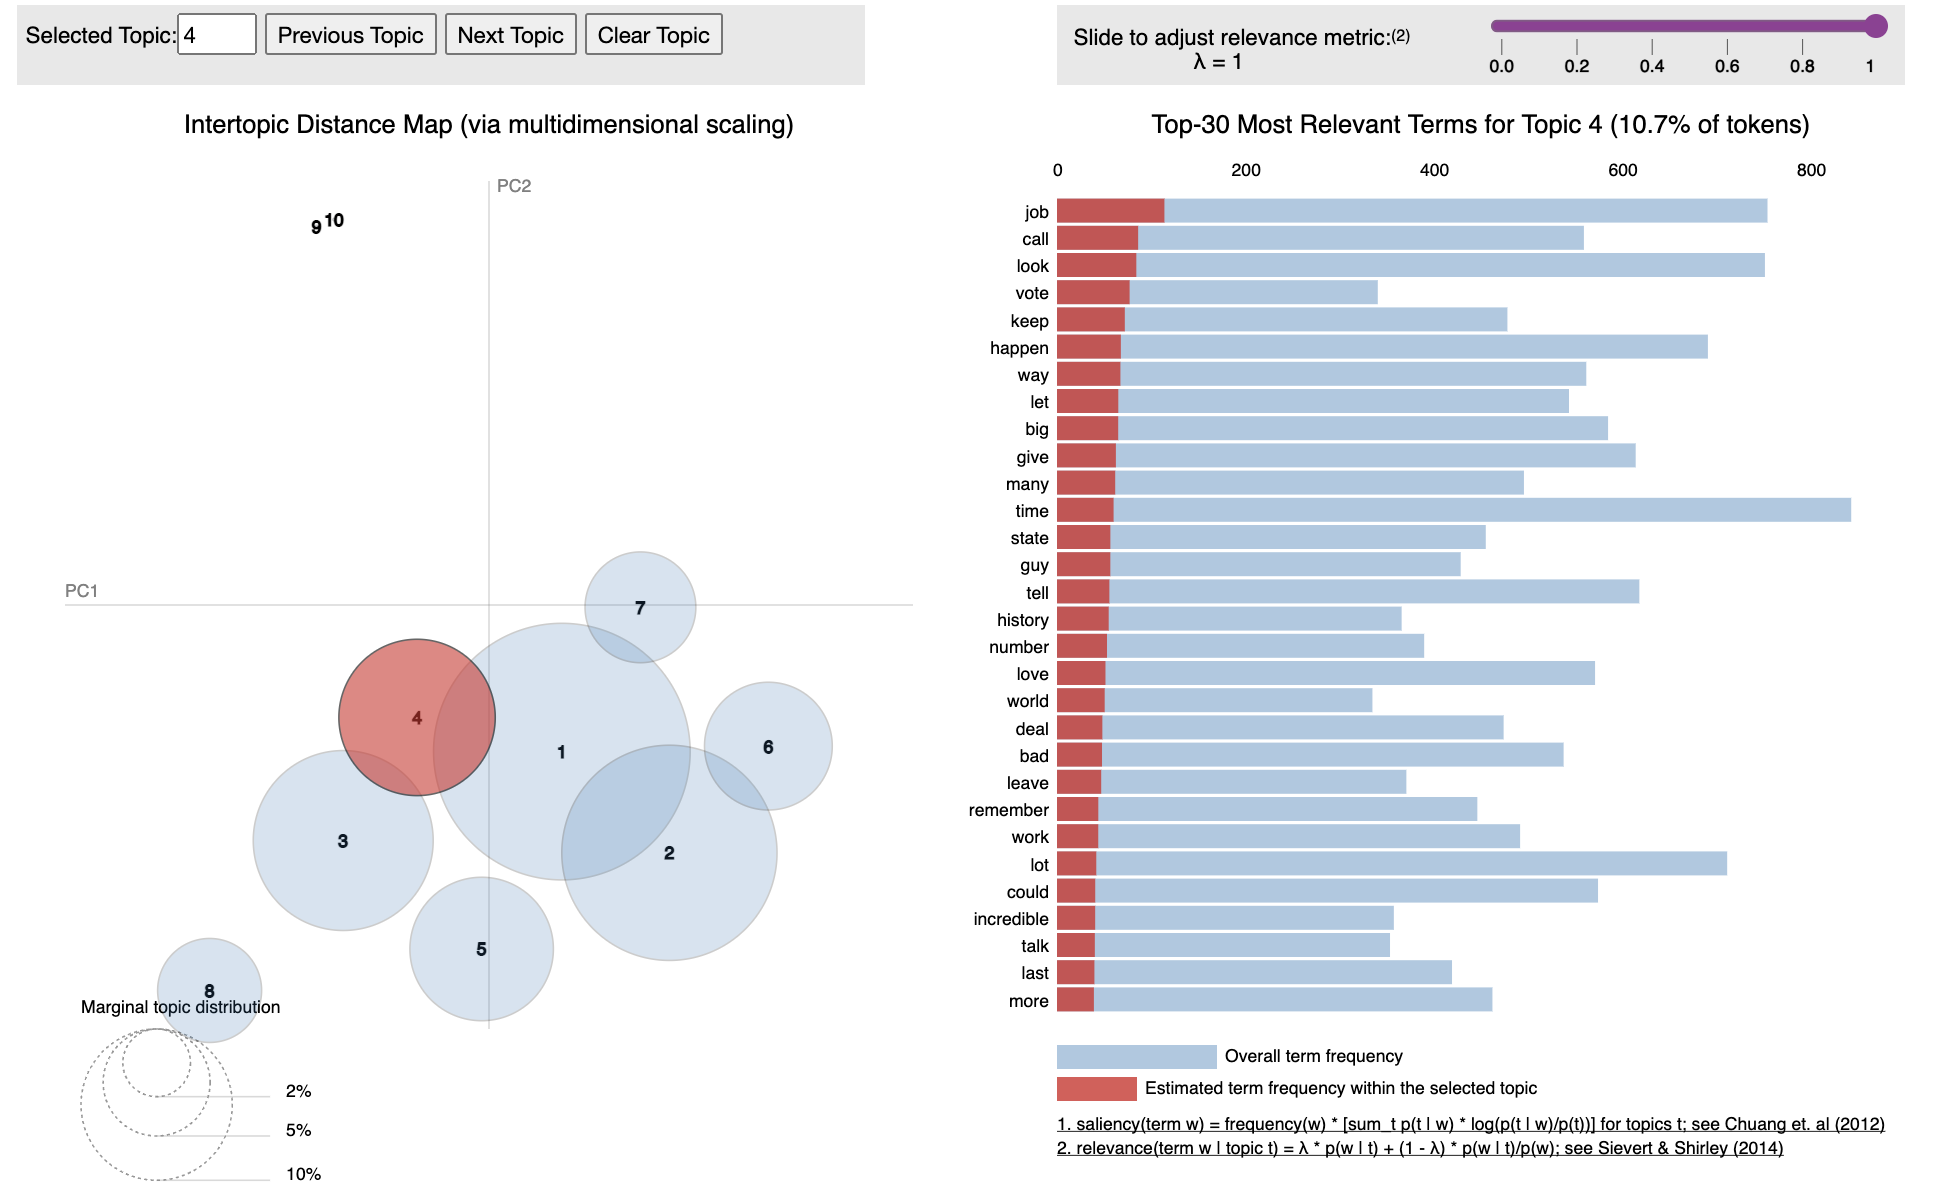 Selected Topic: 4 Previous Topic Next Topic Clear Topic
Slide to adjust relevance metric:(2)
λ = 1
0.0 0.2 0.4 0.6 0.8 1
Intertopic Distance Map (via multidimensional scaling)
PC2
9 10
PC1
7
4
1
6
3
2
5
8
Marginal topic distribution
2%
5%
10%
Top-30 Most Relevant Terms for Topic 4 (10.7% of tokens)
0 200 400 600 800
job
call
look
vote
keep
happen
way
let
big
give
many
time
state
guy
tell
history
number
love
world
deal
bad
leave
remember
work
lot
could
incredible
talk
last
more
Overall term frequency
Estimated term frequency within the selected topic
1. saliency(term w) = frequency(w) * [sum_t p(t | w) * log(p(t | w)/p(t))] for topics t; see Chuang et. al (2012)
2. relevance(term w | topic t) = λ * p(w | t) + (1 - λ) * p(w | t)/p(w); see Sievert & Shirley (2014)